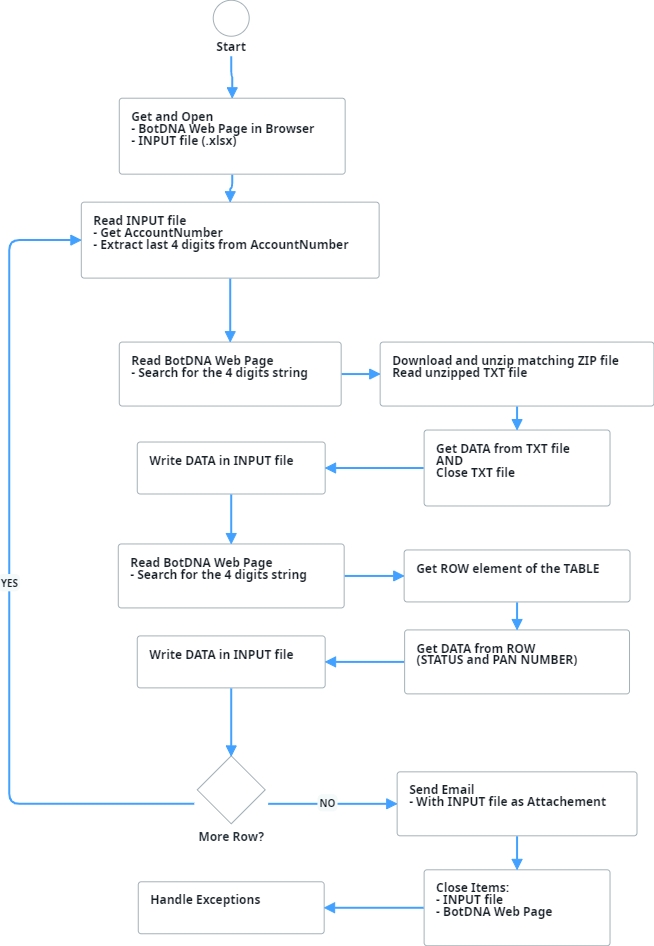 Start
Get and Open
- BotDNA Web Page in Browser
- INPUT file (.xlsx)
Read INPUT file
- Get AccountNumber
- Extract last 4 digits from AccountNumber
Read BotDNA Web Page
- Search for the 4 digits string
Download and unzip matching ZIP file
Read unzipped TXT file
Get DATA from TXT file
AND
Close TXT file
Write DATA in INPUT file
Read BotDNA Web Page
- Search for the 4 digits string
Get ROW element of the TABLE
Get DATA from ROW
(STATUS and PAN NUMBER)
Write DATA in INPUT file
More Row?
YES
NO
Send Email
- With INPUT file as Attachement
Close Items:
- INPUT file
- BotDNA Web Page
Handle Exceptions